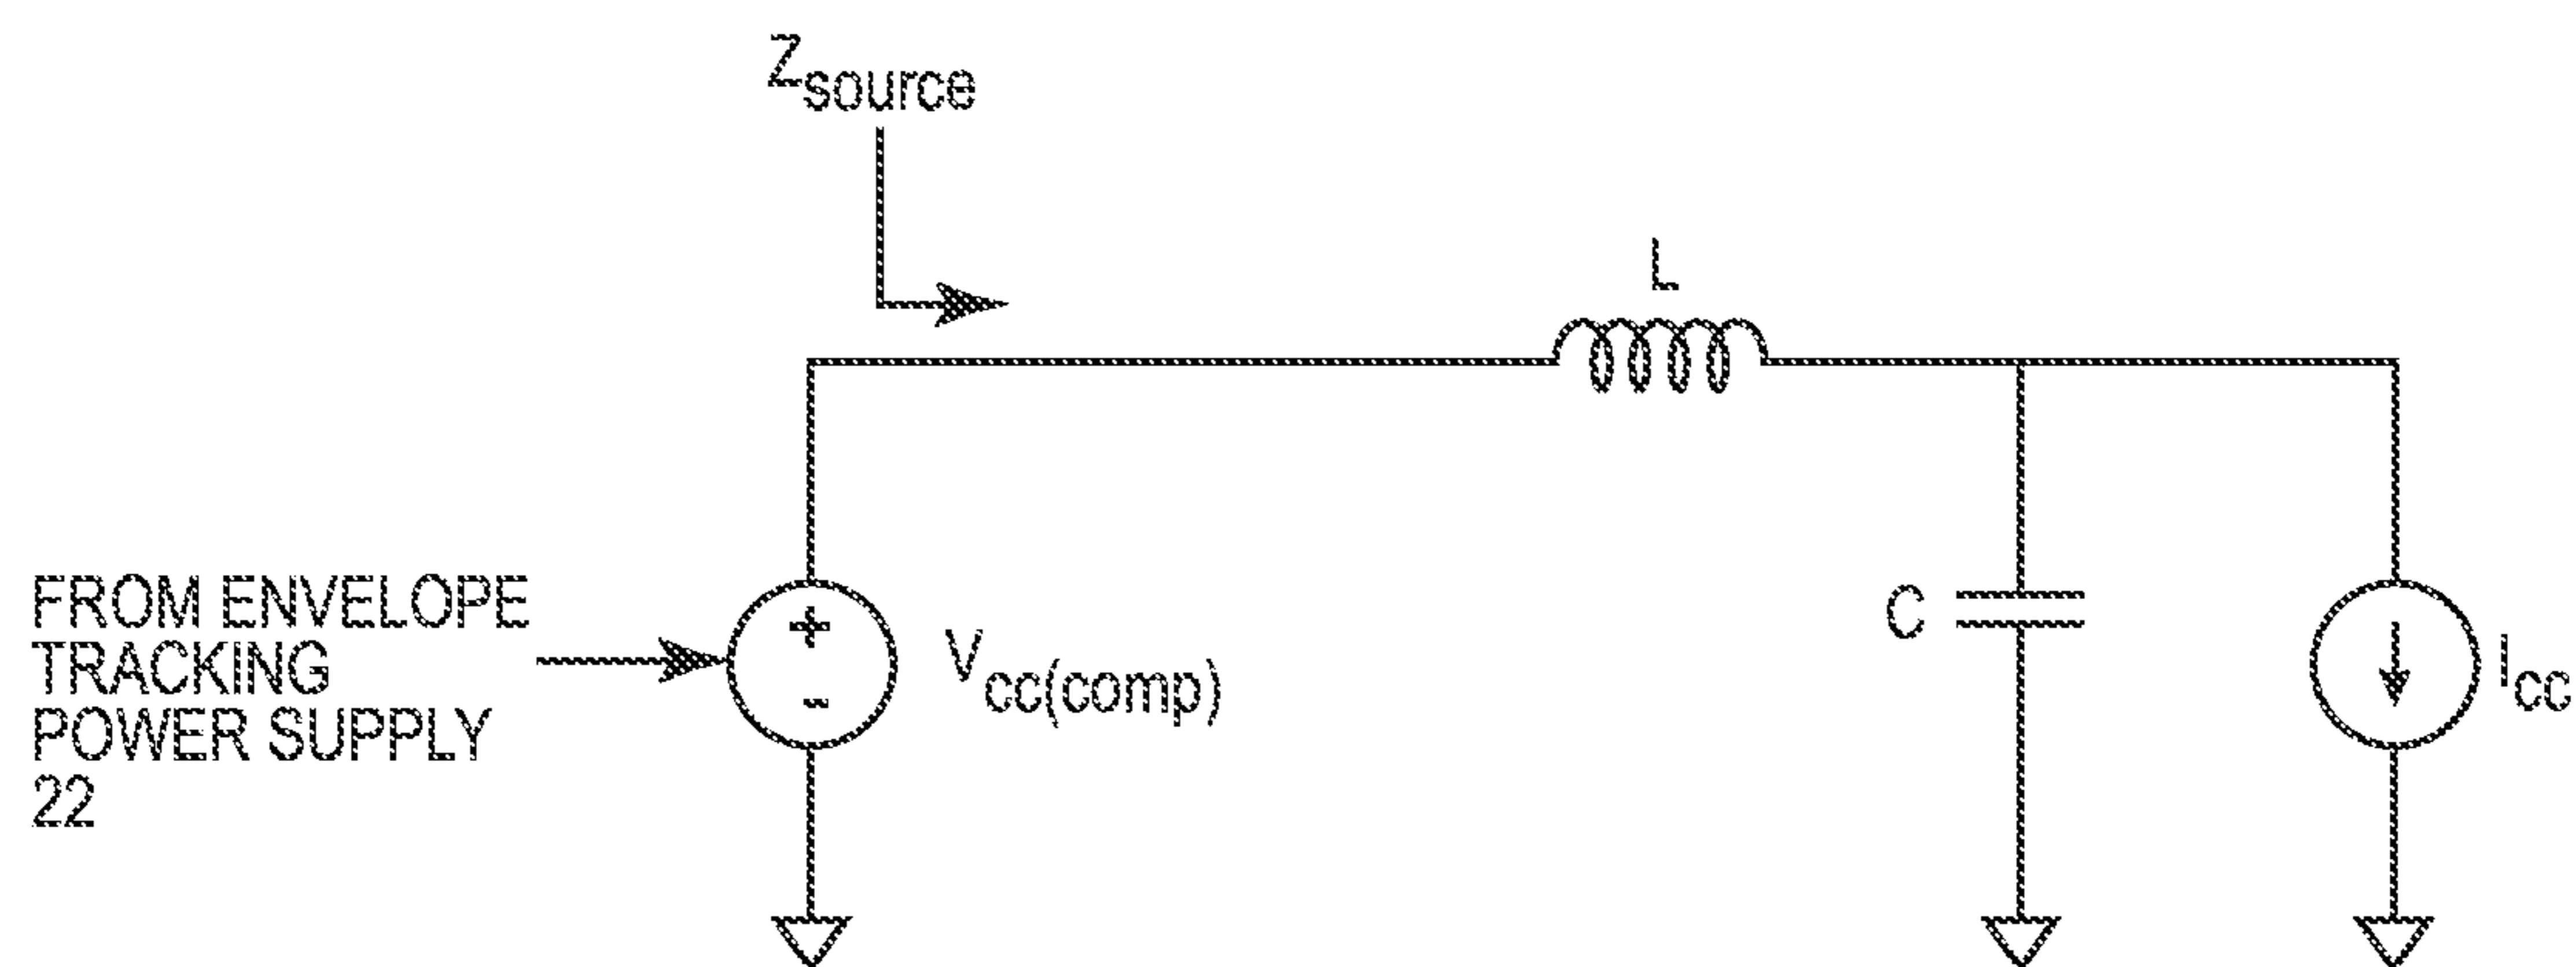 Zsource
L
FROM ENVELOPE
TRACKING
POWER SUPPLY
22
+
-
Vcc(comp)
C
Icc